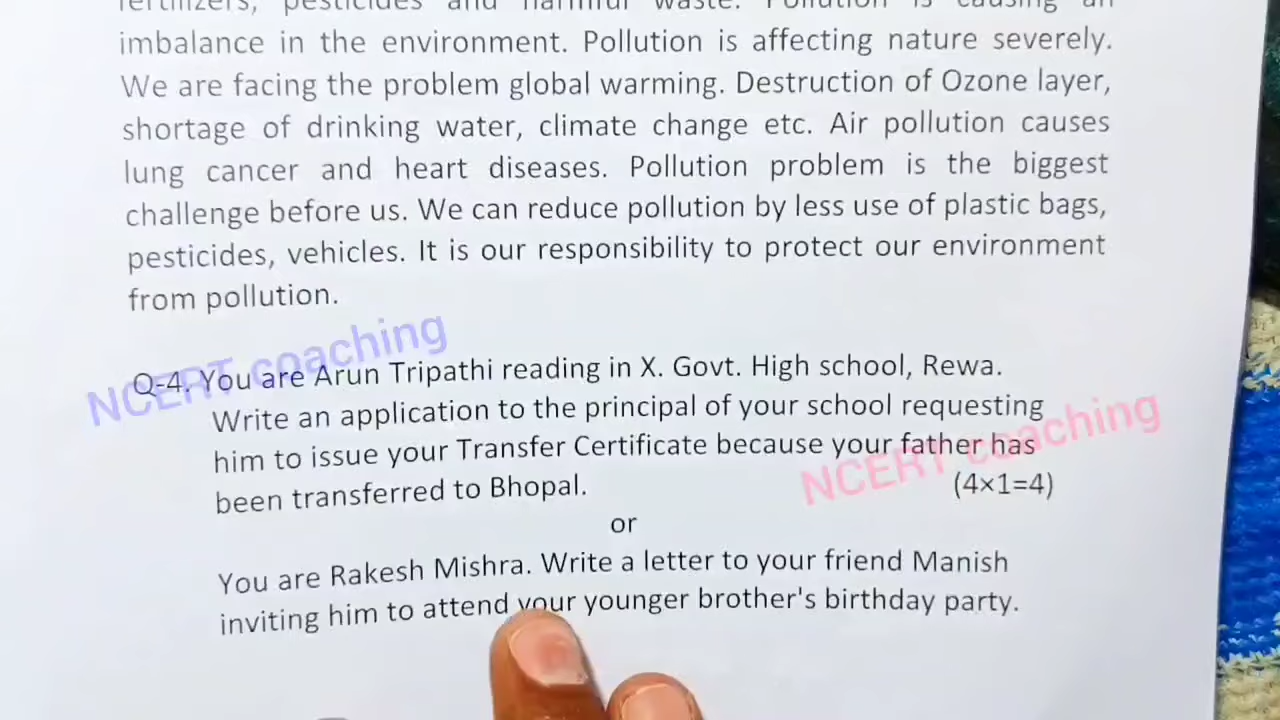 fertilizers, pesticides and harmful waste. Pollution is causing an
imbalance in the environment. Pollution is affecting nature severely.
We are facing the problem global warming. Destruction of Ozone layer,
shortage of drinking water, climate change etc. Air pollution causes
lung cancer and heart diseases. Pollution problem is the biggest
challenge before us. We can reduce pollution by less use of plastic bags,
pesticides, vehicles. It is our responsibility to protect our environment
from pollution.
NCERT coaching
Q-4. You are Arun Tripathi reading in X. Govt. High school, Rewa.
Write an application to the principal of your school requesting
him to issue your Transfer Certificate because your father has
been transferred to Bhopal. (4×1=4)
NCERT coaching
or
You are Rakesh Mishra. Write a letter to your friend Manish
inviting him to attend your younger brother's birthday party.